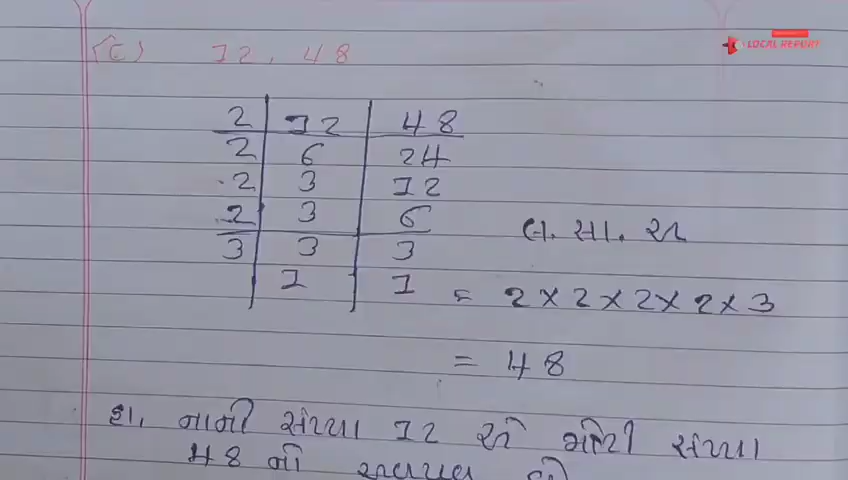 (C) 12, 48
LOCAL REPORT
2 12 48
2 6 24
2 3 12
2 3 6
3 3 3
1 1
લ. સા. અ
= 2 × 2 × 2 × 2 × 3
= 48
હા, નાની સંખ્યા 12 એ મોટી સંખ્યા
48 નો અવયવ છે